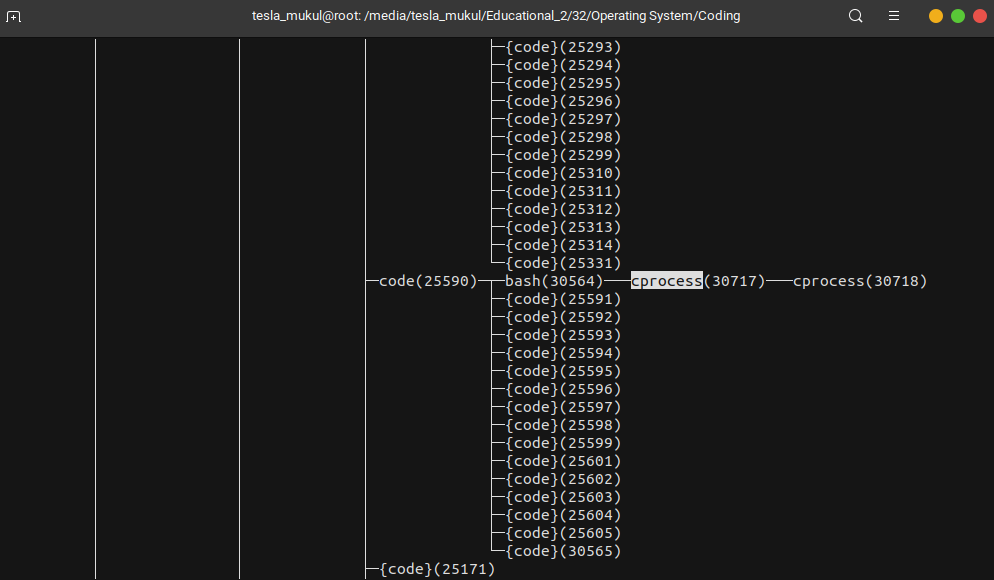 tesla_mukul@root: /media/tesla_mukul/Educational_2/32/Operating System/Coding
{code}(25293)
{code}(25294)
{code}(25295)
{code}(25296)
{code}(25297)
{code}(25298)
{code}(25299)
{code}(25310)
{code}(25311)
{code}(25312)
{code}(25313)
{code}(25314)
{code}(25331)
code(25590) bash(30564) cprocess(30717) cprocess(30718)
{code}(25591)
{code}(25592)
{code}(25593)
{code}(25594)
{code}(25595)
{code}(25596)
{code}(25597)
{code}(25598)
{code}(25599)
{code}(25601)
{code}(25602)
{code}(25603)
{code}(25604)
{code}(25605)
{code}(30565)
{code}(25171)